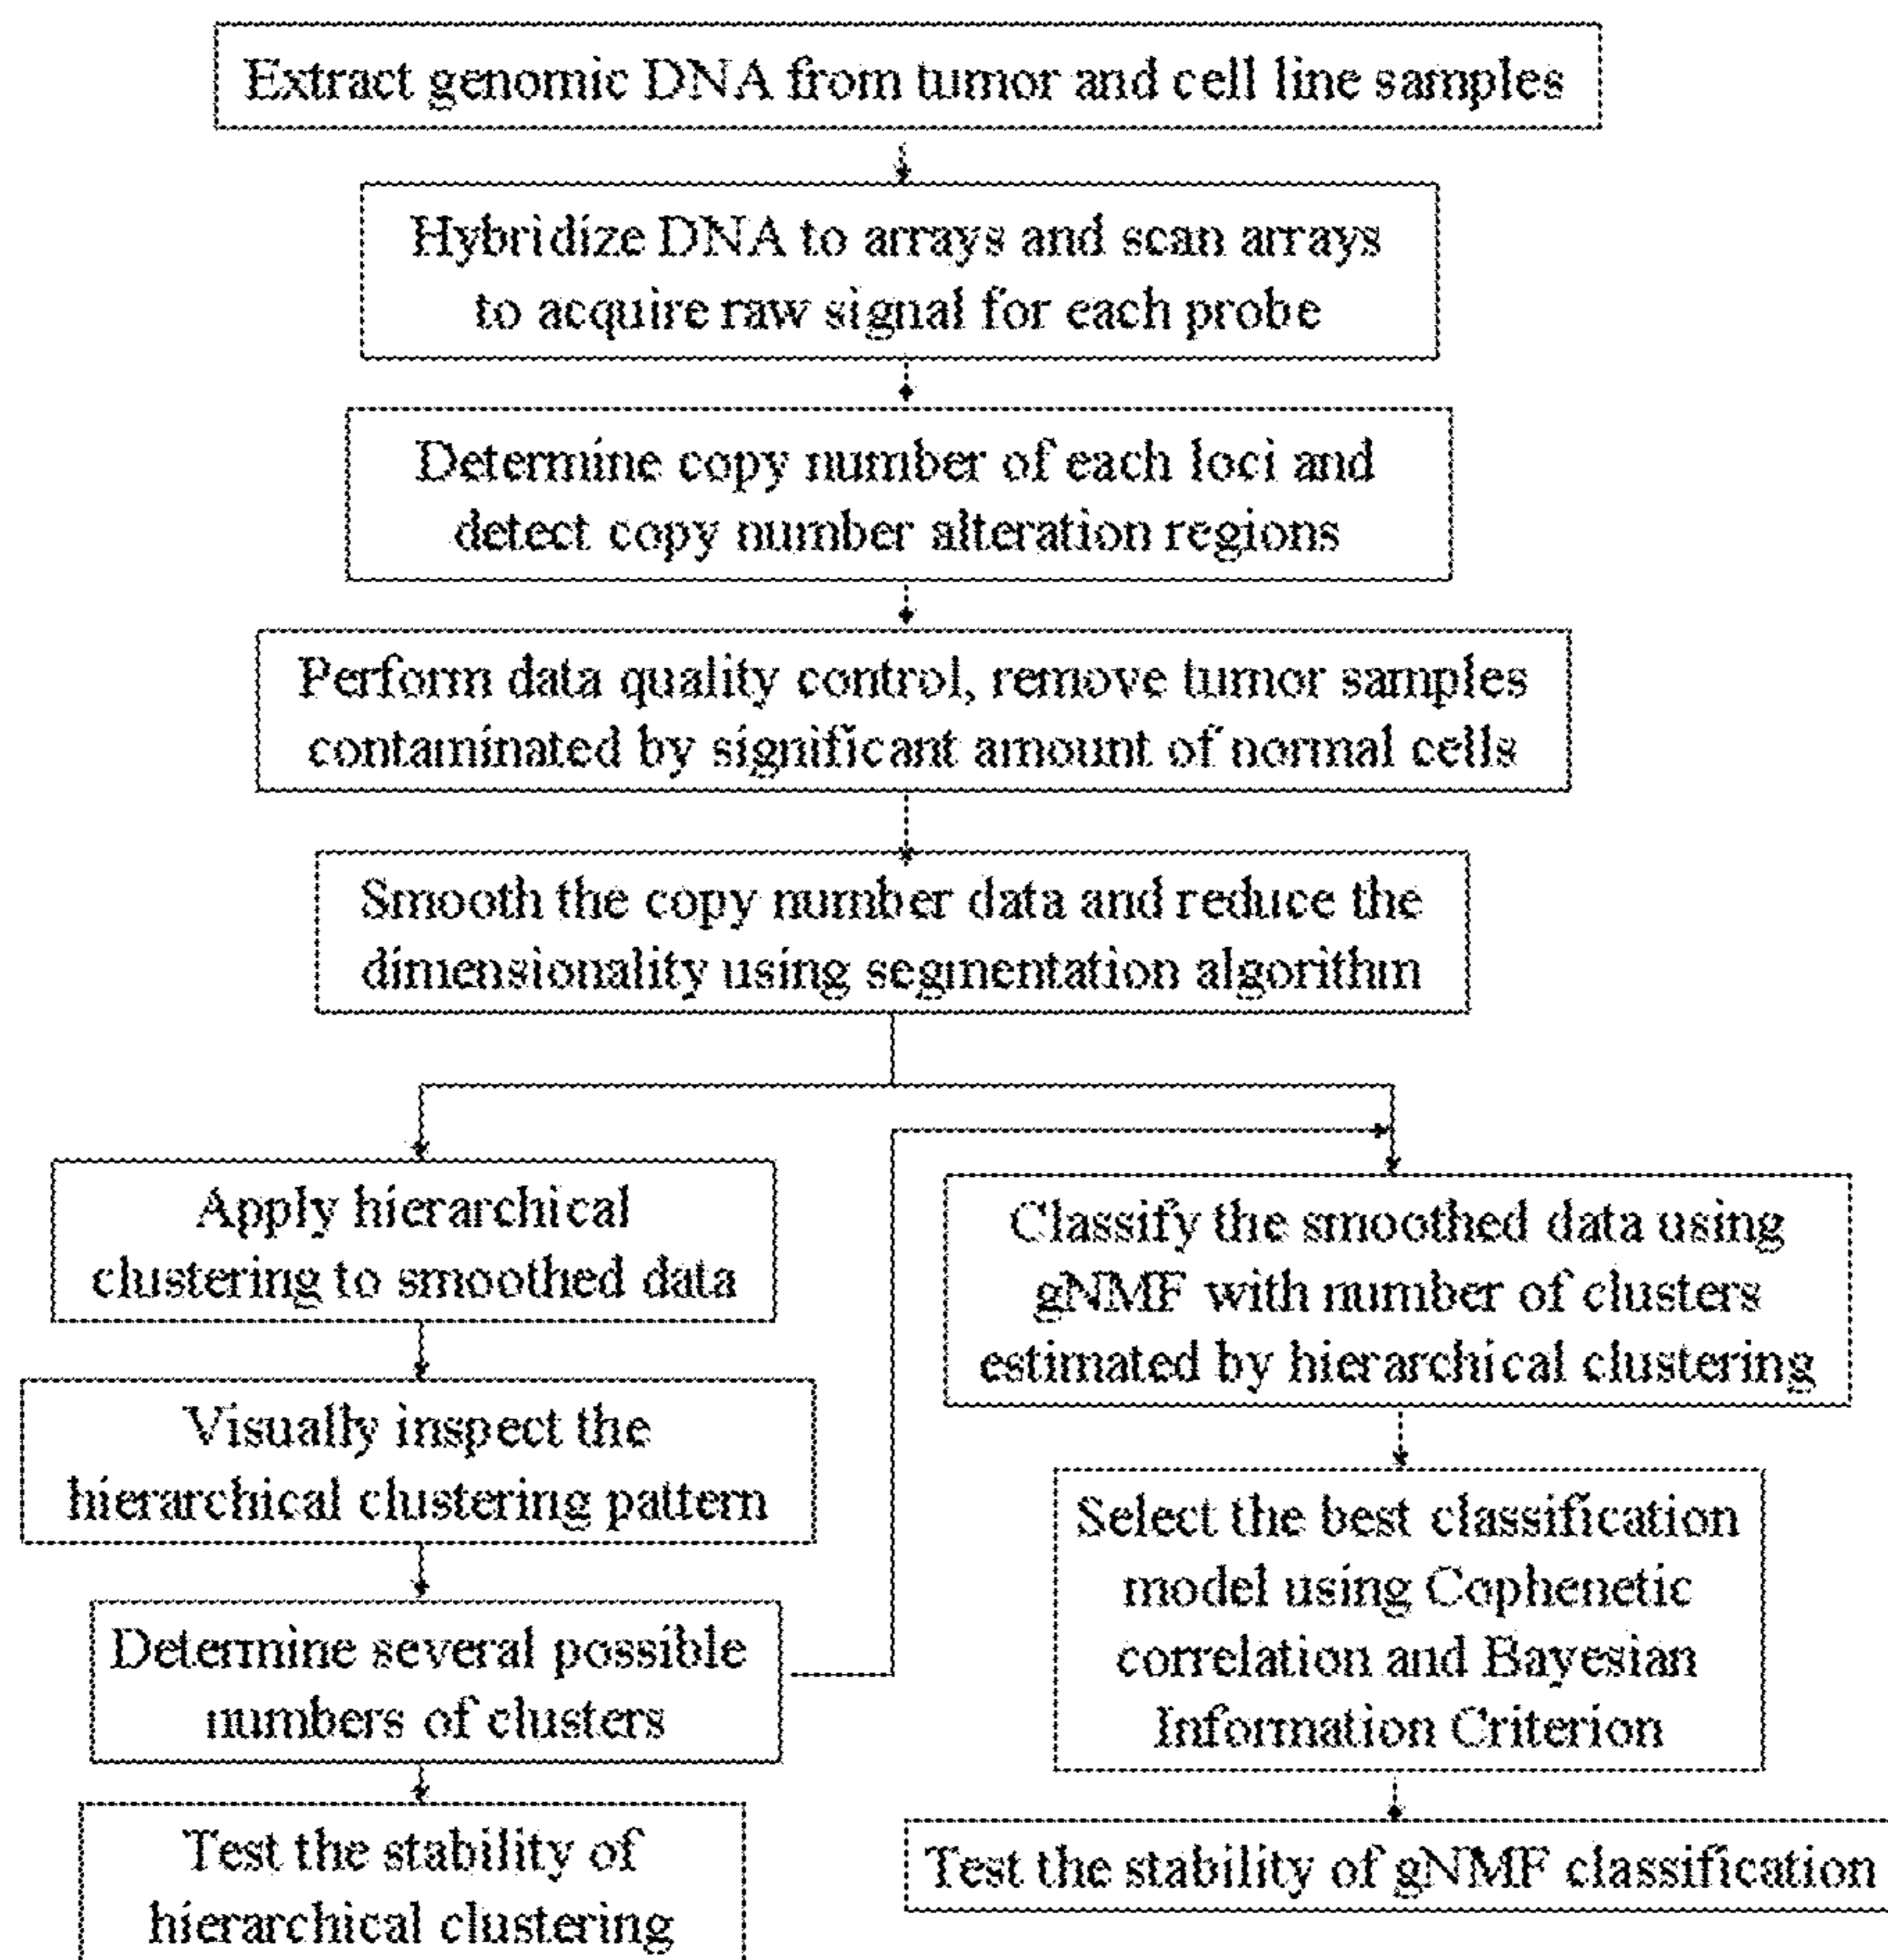 Extract genomic DNA from tumor and cell line samples
Hybridize DNA to arrays and scan arrays
to acquire raw signal for each probe
Determine copy number of each loci and
detect copy number alteration regions
Perform data quality control, remove tumor samples
contaminated by significant amount of normal cells
Smooth the copy number data and reduce the
dimensionality using segmentation algorithm
Apply hierarchical
clustering to smoothed data
Visually inspect the
hierarchical clustering pattern
Determine several possible
numbers of clusters
Test the stability of
hierarchical clustering
Classify the smoothed data using
gNMF with number of clusters
estimated by hierarchical clustering
Select the best classification
model using Cophenetic
correlation and Bayesian
Information Criterion
Test the stability of gNMF classification